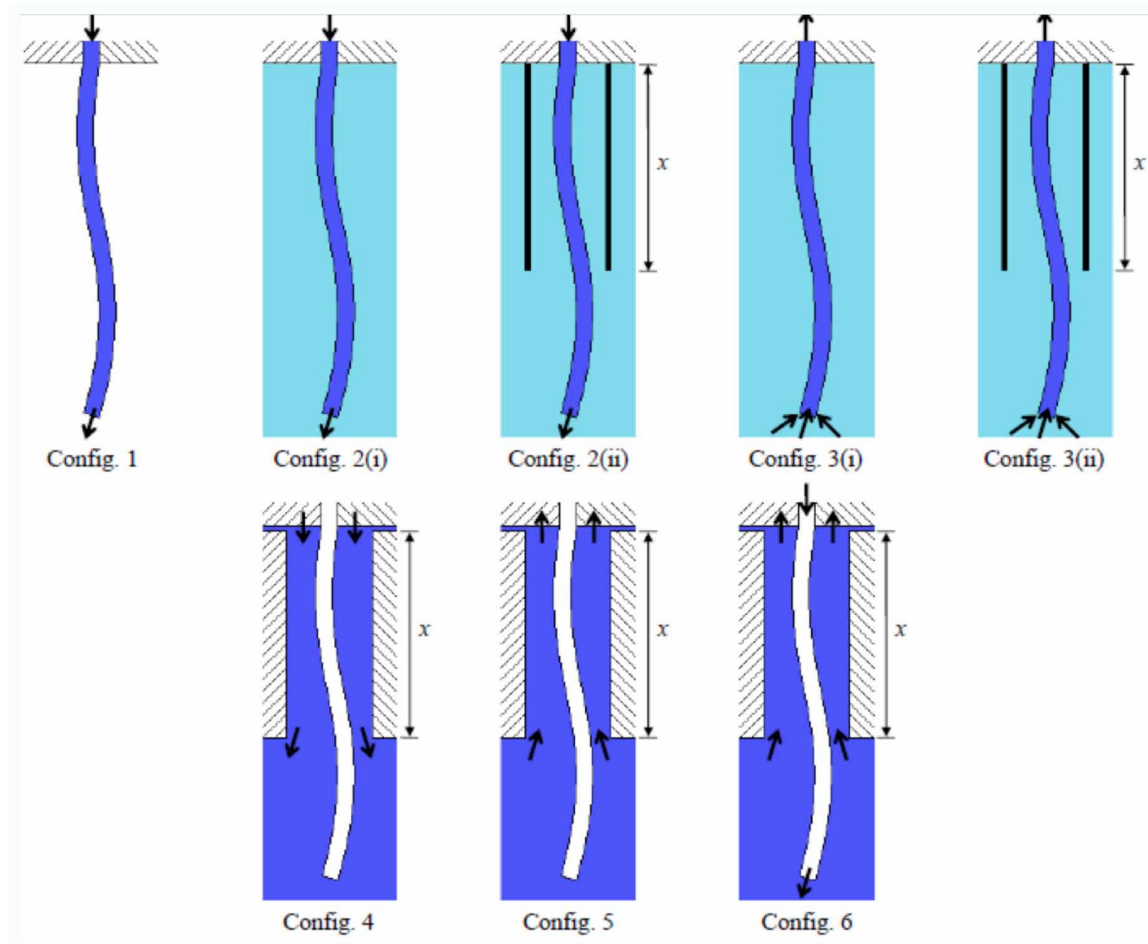 x
x
Config. 1
Config. 2(i)
Config. 2(ii)
Config. 3(i)
Config. 3(ii)
x
x
x
Config. 4
Config. 5
Config. 6